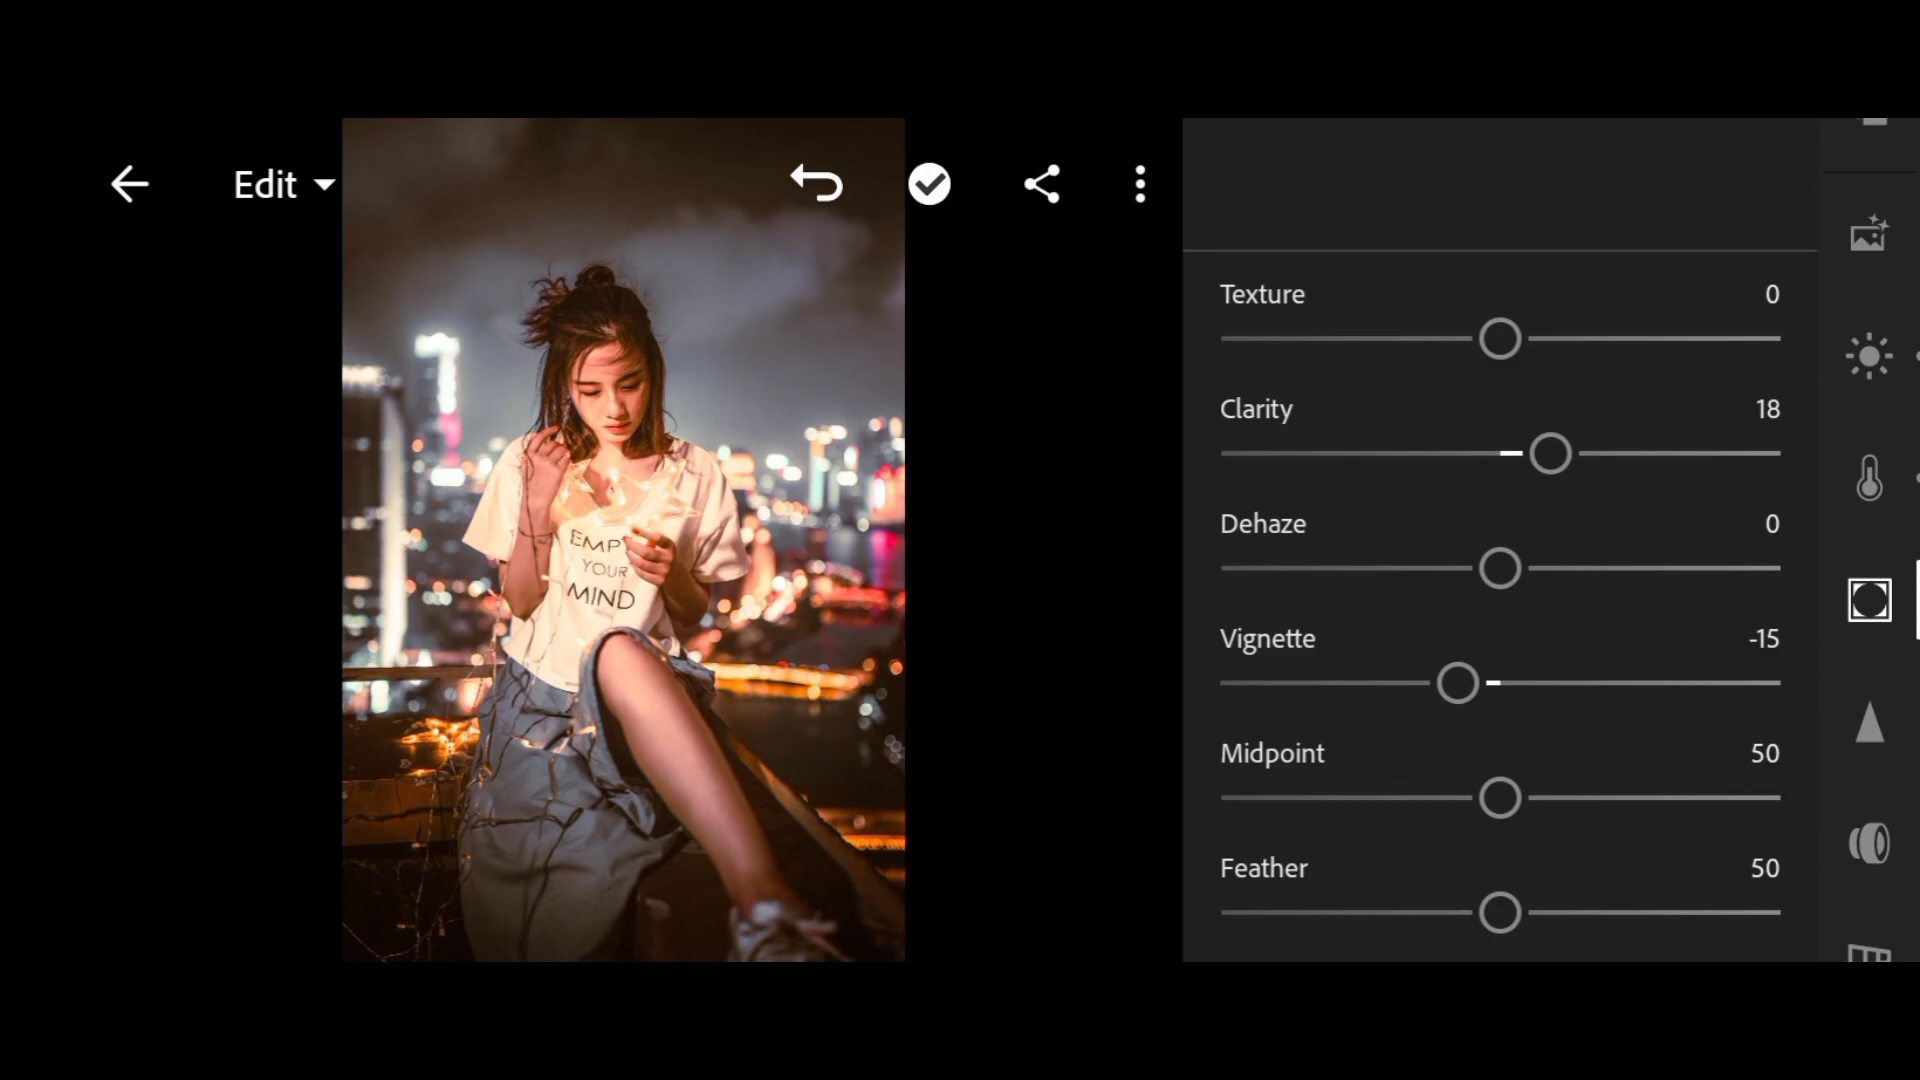 Edit
EMP
YOUR
MIND
Texture 0
Clarity 18
Dehaze 0
Vignette -15
Midpoint 50
Feather 50